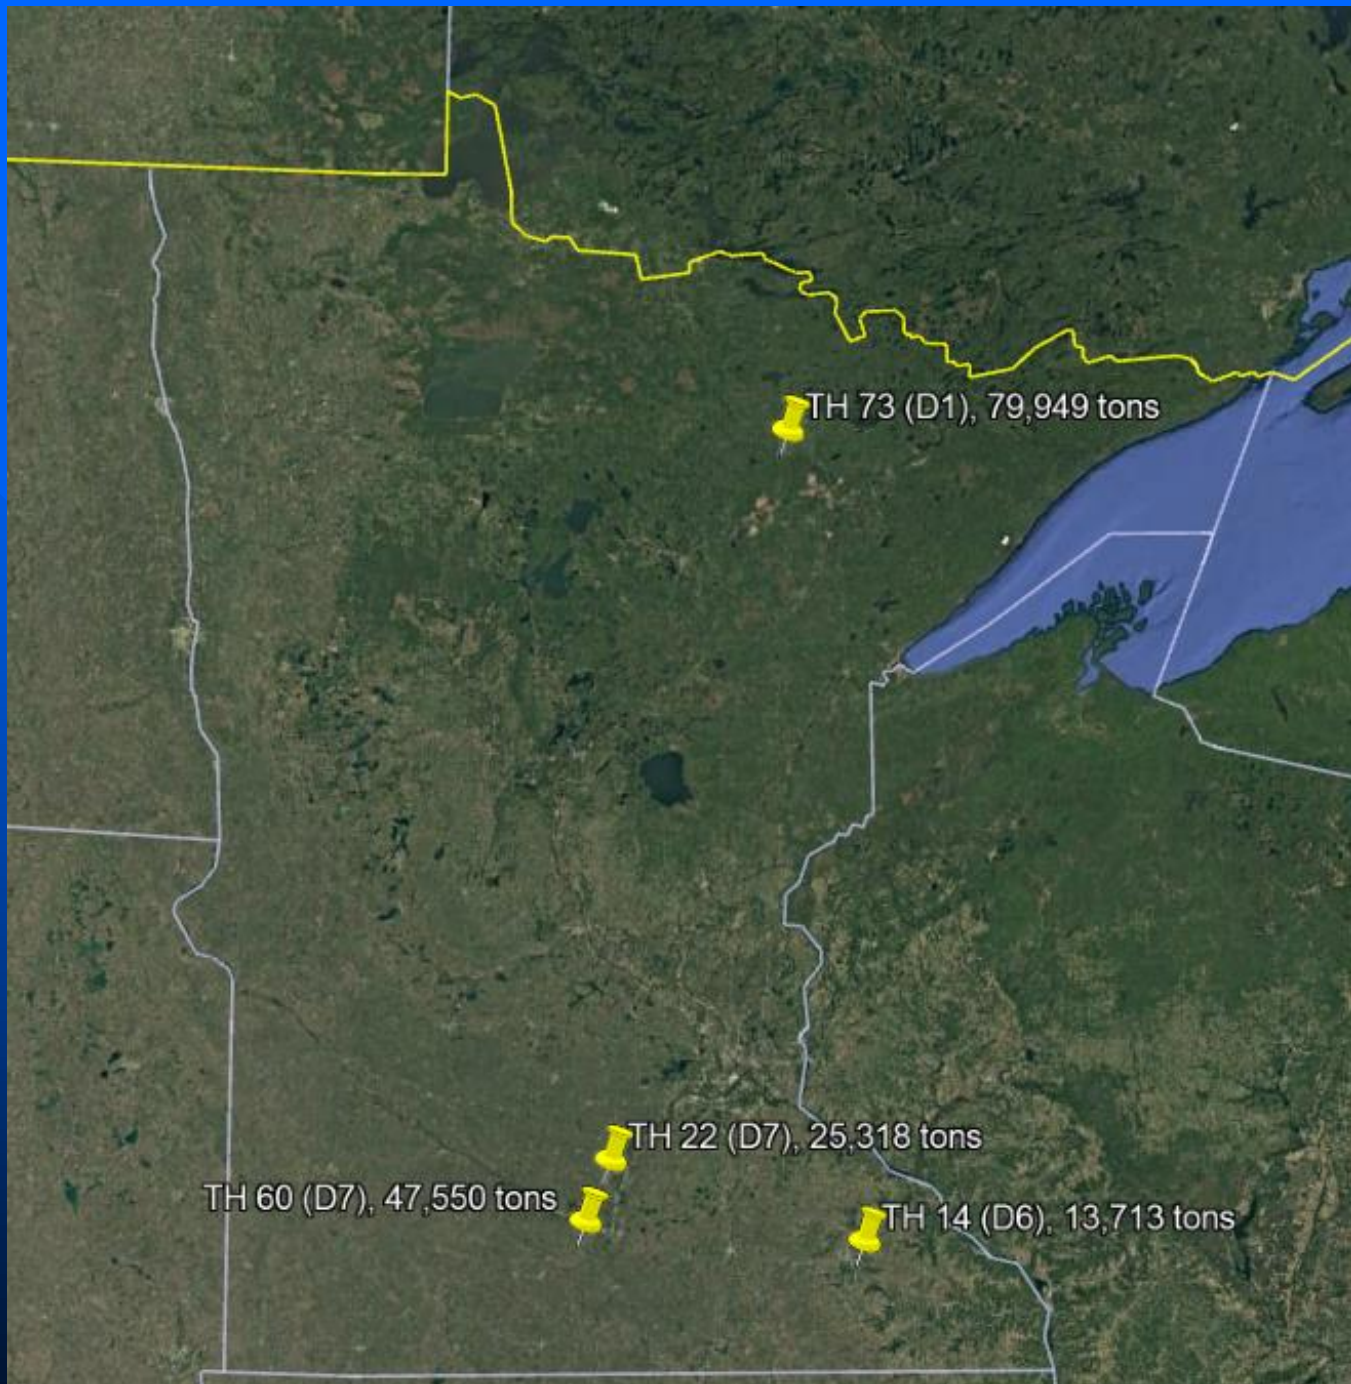 TH 73 (D1), 79,949 tons
TH 22 (D7), 25,318 tons
TH 60 (D7), 47,550 tons
TH 14 (D6), 13,713 tons